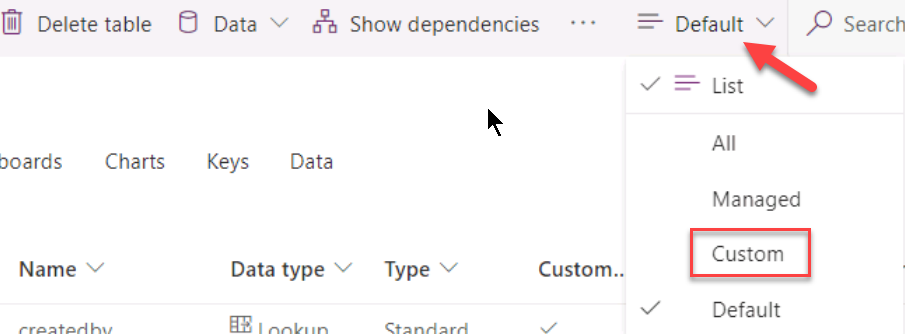 Delete table Data Show dependencies ... Default Search
List
All
boards Charts Keys Data
Managed
Custom
Name Data type Type Custom..
Default
createdby Lookup Standard